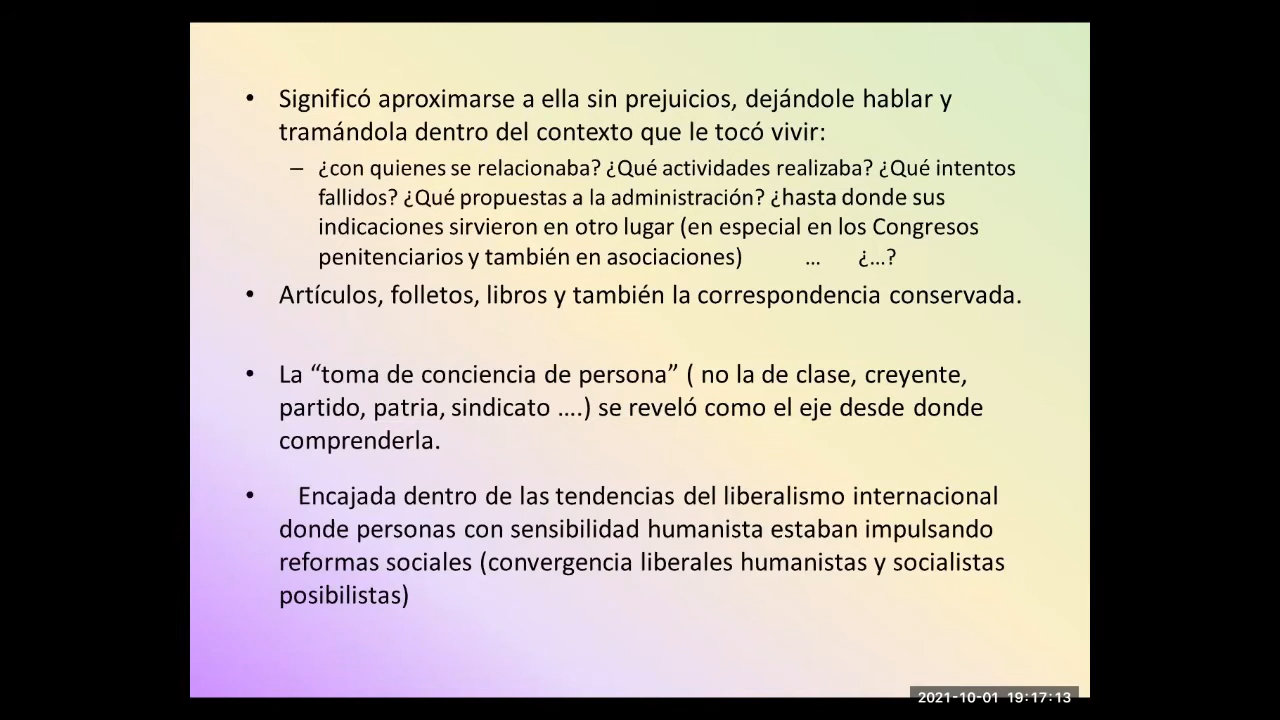 • Significó aproximarse a ella sin prejuicios, dejándole hablar y
tramándola dentro del contexto que le tocó vivir:
– ¿con quienes se relacionaba? ¿Qué actividades realizaba? ¿Qué intentos
fallidos? ¿Qué propuestas a la administración? ¿hasta donde sus
indicaciones sirvieron en otro lugar (en especial en los Congresos
penitenciarios y también en asociaciones) … ¿…?
• Artículos, folletos, libros y también la correspondencia conservada.
• La “toma de conciencia de persona” ( no la de clase, creyente,
partido, patria, sindicato ….) se reveló como el eje desde donde
comprenderla.
• Encajada dentro de las tendencias del liberalismo internacional
donde personas con sensibilidad humanista estaban impulsando
reformas sociales (convergencia liberales humanistas y socialistas
posibilistas)
2021-10-01 19:17:13